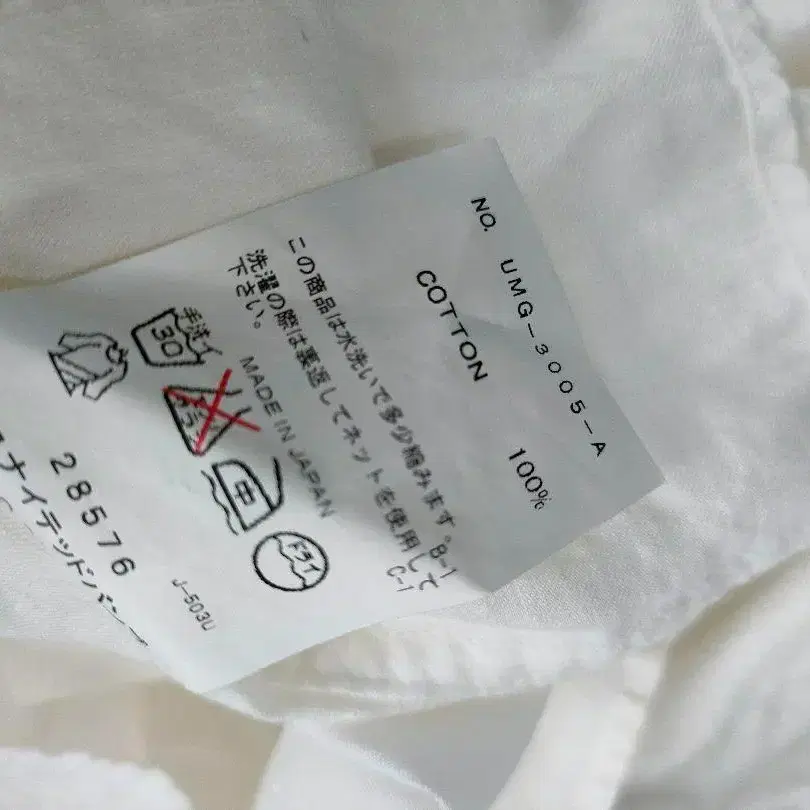 NO. UMG-3005-A
COTTON 100%
この商品は水洗いで多少縮みます。B-1
洗濯の際は裏返してネットを使用して C-1
下さい。
MADE IN JAPAN
手洗イ
30
中
ドライ
28576
J-503U
ナイテッドバン